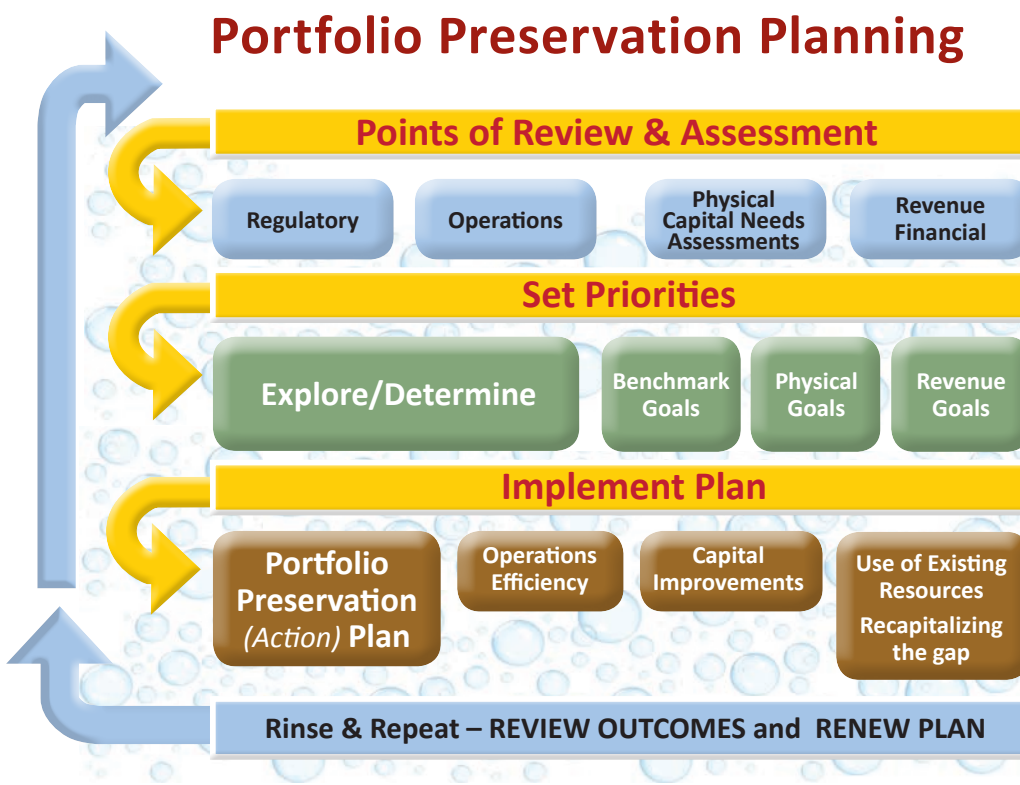 Portfolio Preservation Planning
Points of Review & Assessment
Regulatory
Operations
Physical
Capital Needs
Assessments
Revenue
Financial
Set Priorities
Explore/Determine
Benchmark
Goals
Physical
Goals
Revenue
Goals
Implement Plan
Portfolio
Preservation
(Action) Plan
Operations
Efficiency
Capital
Improvements
Use of Existing
Resources
Recapitalizing
the gap
Rinse & Repeat – REVIEW OUTCOMES and RENEW PLAN